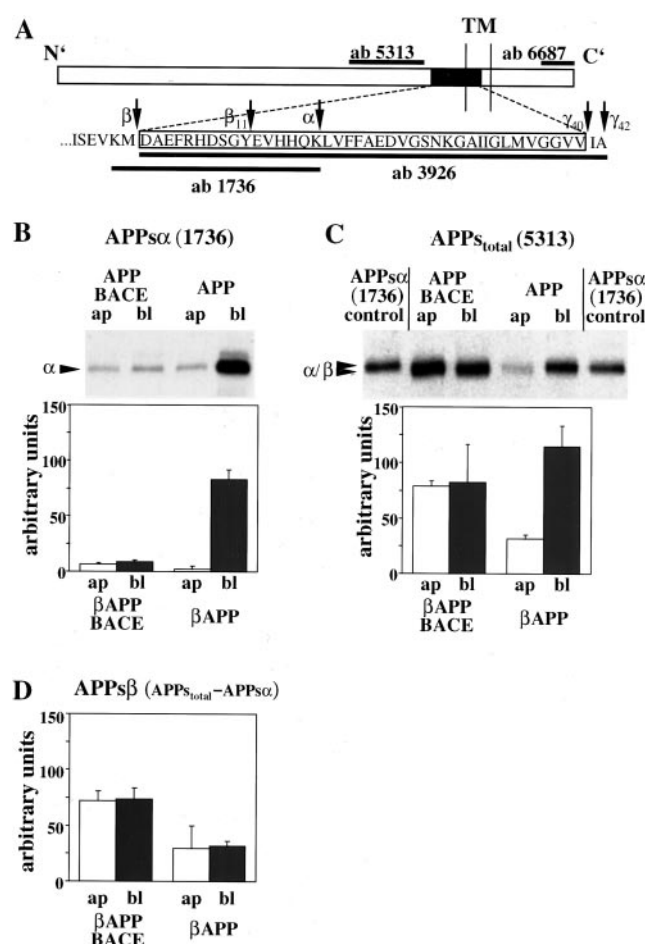 A
TM
N' ab 5313 ab 6687 C'
β β11 α γ40 γ42
...ISEVKM DAEFRHDSGYEVHHQKLVFFAEDVGSNKGAIIGLMVGGVV IA
ab 1736 ab 3926
B
APPsα (1736)
APP
BACE APP
ap bl ap bl
α
150
100
50
0
arbitrary units
ap bl ap bl
βAPP
BACE βAPP
C
APPstotal (5313)
APPsα
(1736)
control
APP
BACE
ap bl
APP
ap bl
APPsα
(1736)
control
α/β
150
100
50
0
arbitrary units
ap bl ap bl
βAPP
BACE βAPP
D
APPsβ (APPstotal−APPsα)
150
100
50
0
arbitrary units
ap bl ap bl
βAPP
BACE βAPP